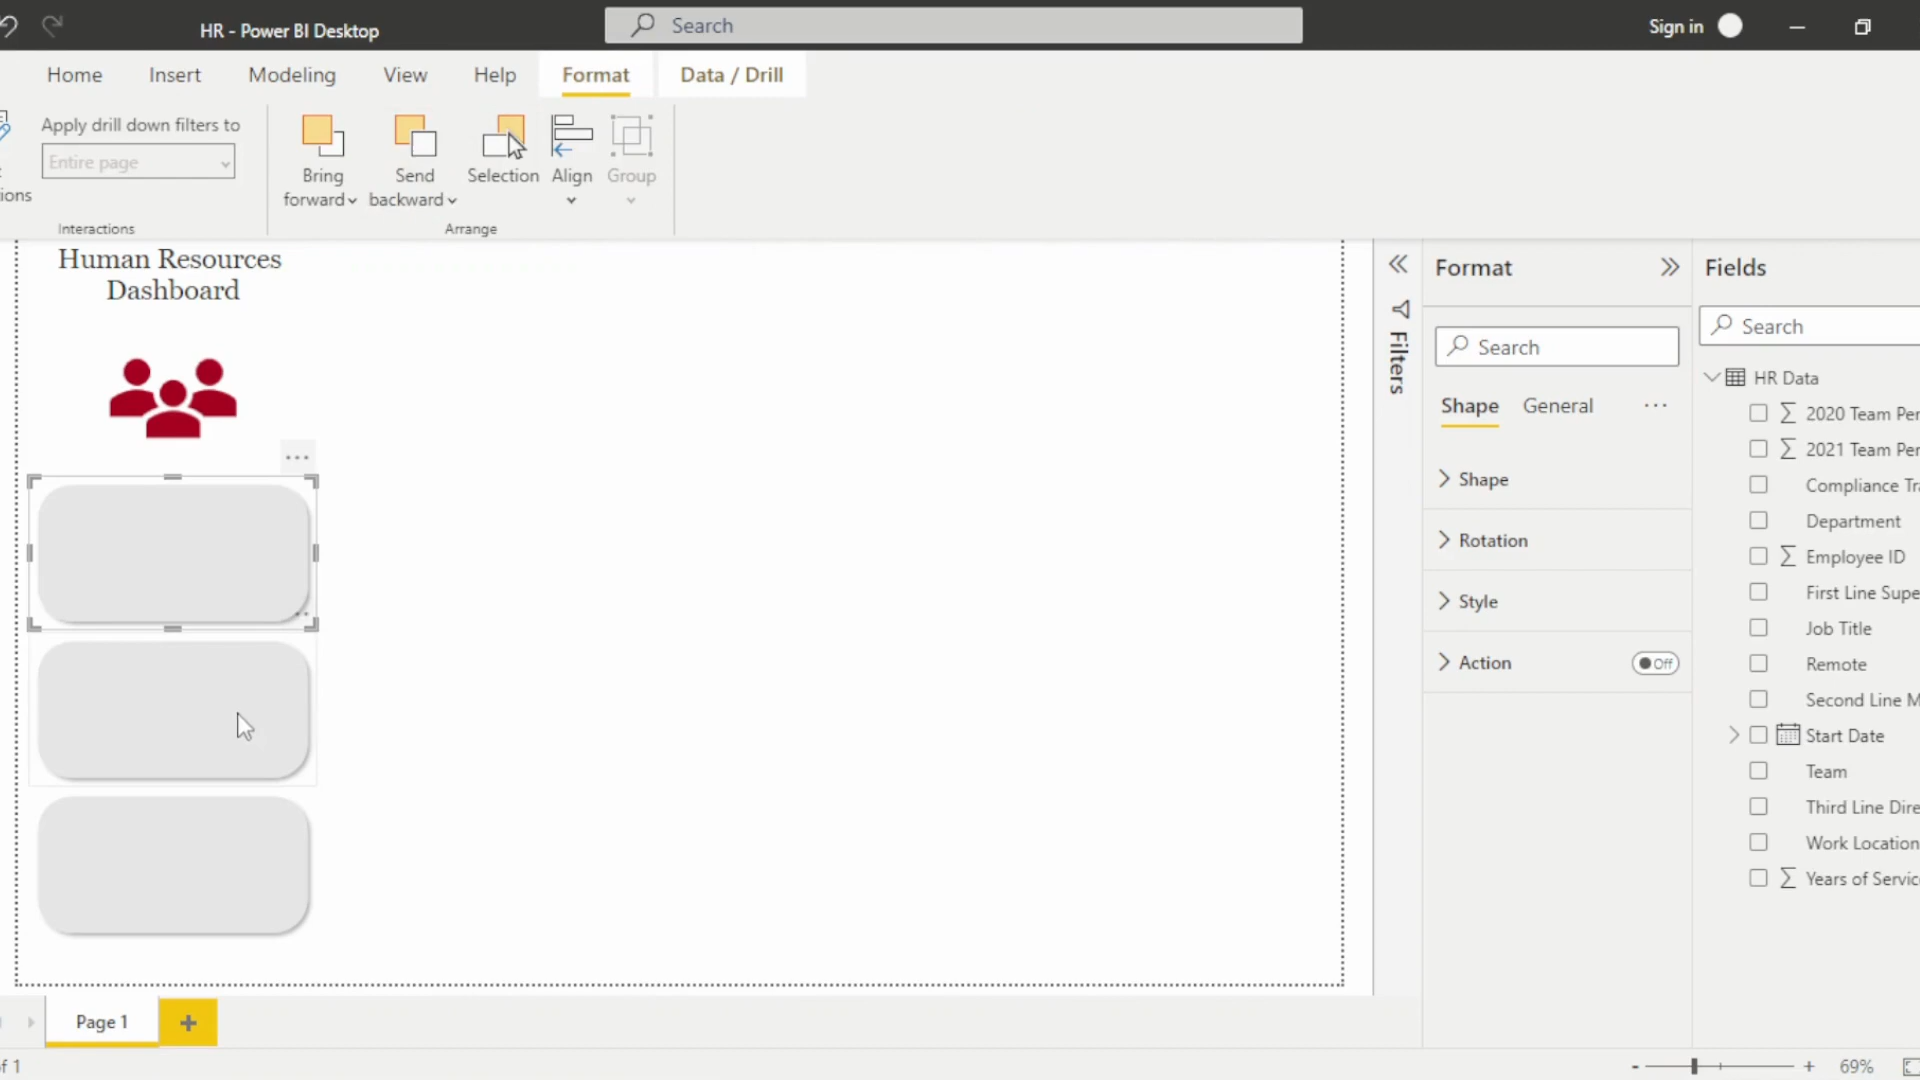 HR - Power BI Desktop
Search
Sign in
Home
Insert
Modeling
View
Help
Format
Data / Drill
Apply drill down filters to
Entire page
ions
Interactions
Bring
forward
Send
backward
Selection
Align
Group
Arrange
Human Resources
Dashboard
Filters
Format
Search
Shape
General
Shape
Rotation
Style
Action
Off
Fields
Search
HR Data
2020 Team Per
2021 Team Per
Compliance Tra
Department
Employee ID
First Line Supe
Job Title
Remote
Second Line M
Start Date
Team
Third Line Dire
Work Location
Years of Servic
Page 1
of 1
69%